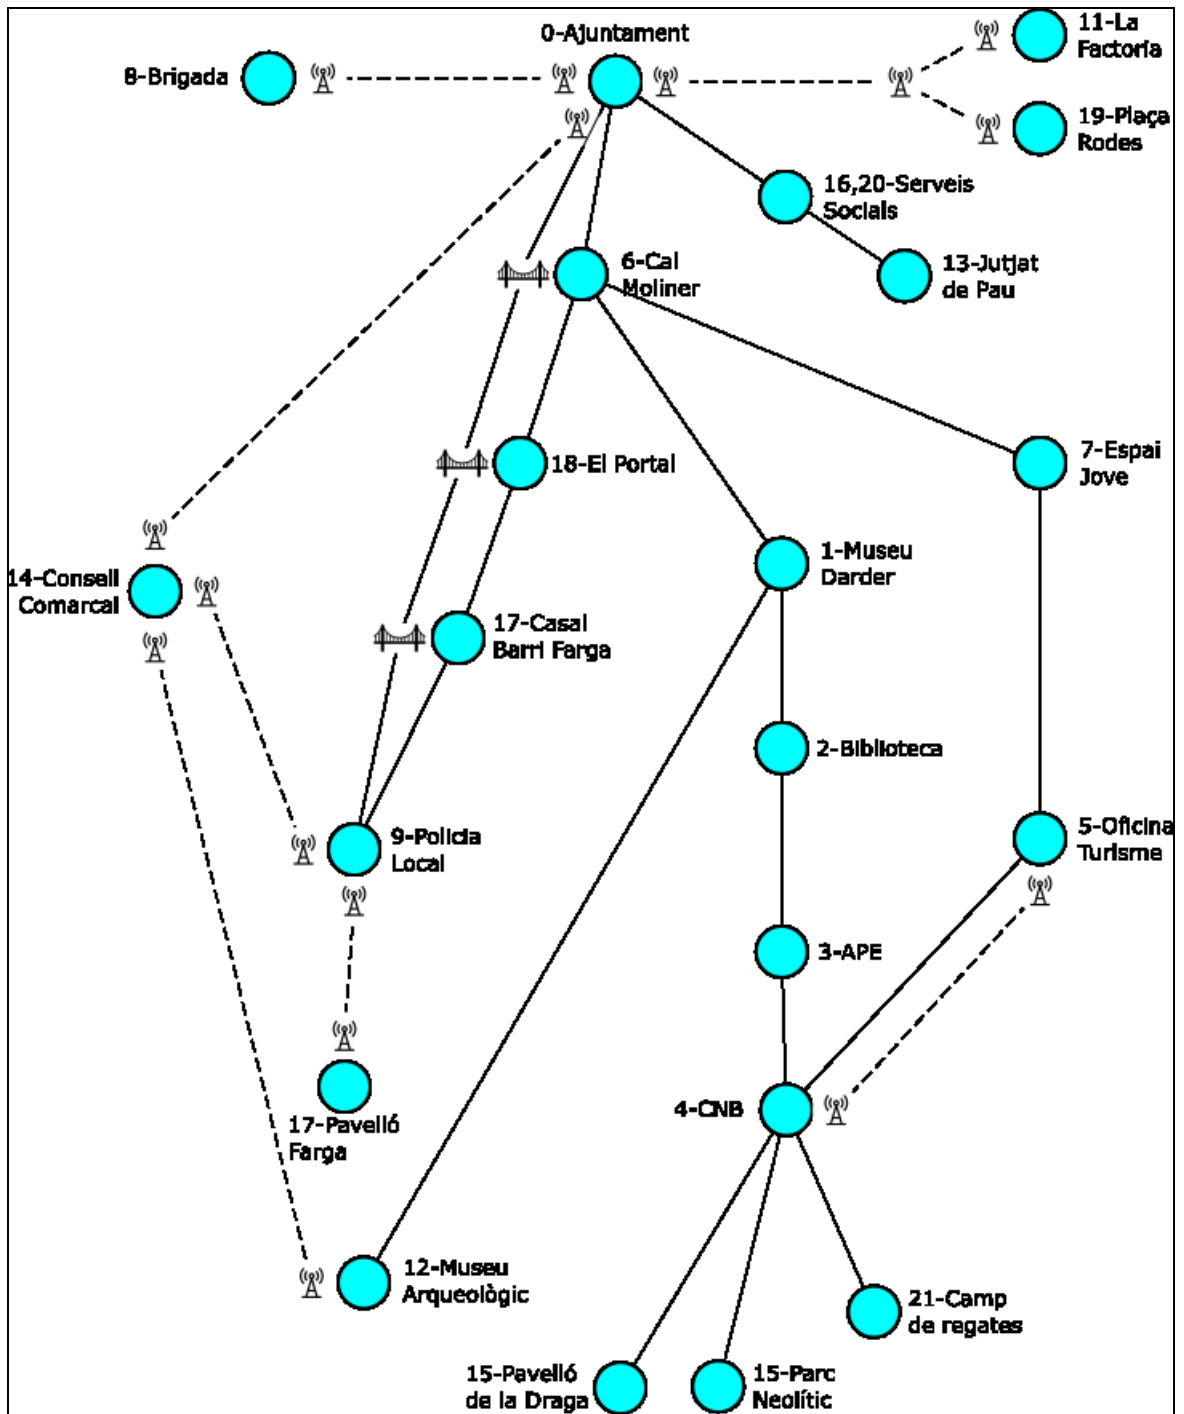 0-Ajuntament
11-La
Factoria
8-Brigada
19-Plaça
Rodes
16,20-Serveis
Socials
6-Cal
Moliner
13-Jutjat
de Pau
18-El Portal
7-Espai
Jove
1-Museu
Darder
14-Consell
Comarcal
17-Casal
Barri Farga
2-Biblioteca
9-Policia
Local
5-Oficina
Turisme
3-APE
4-CNB
17-Pavelló
Farga
12-Museu
Arqueològic
21-Camp
de regates
15-Pavelló
de la Draga
15-Parc
Neolític